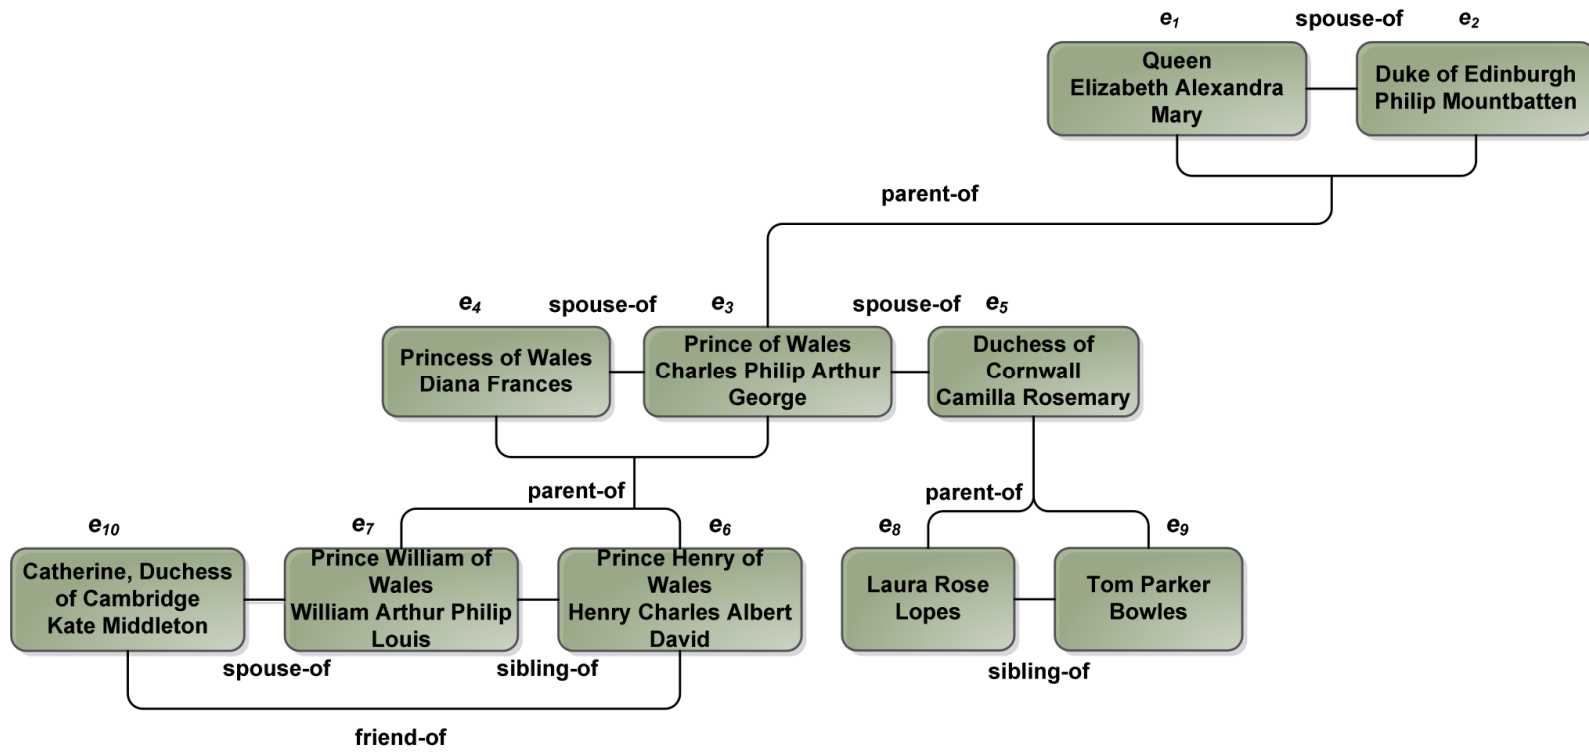 e1 spouse-of e2
Queen
Elizabeth Alexandra
Mary
Duke of Edinburgh
Philip Mountbatten
parent-of
e4 spouse-of e3 spouse-of e5
Princess of Wales
Diana Frances
Prince of Wales
Charles Philip Arthur
George
Duchess of
Cornwall
Camilla Rosemary
parent-of
parent-of
e10
e7
e6
e8
e9
Catherine, Duchess
of Cambridge
Kate Middleton
Prince William of
Wales
William Arthur Philip
Louis
Prince Henry of
Wales
Henry Charles Albert
David
Laura Rose
Lopes
Tom Parker
Bowles
spouse-of
sibling-of
sibling-of
friend-of